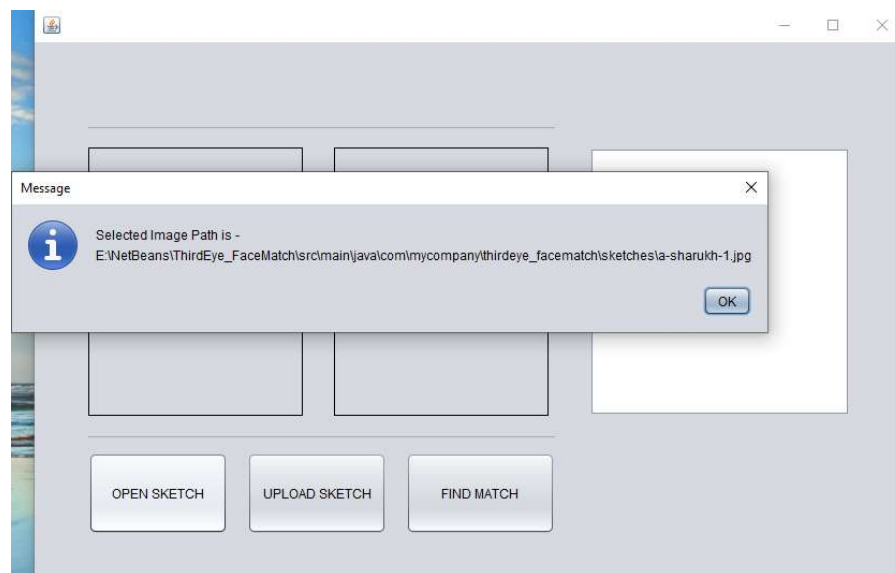 Message
Selected Image Path is -
E:\NetBeans\ThirdEye_FaceMatch\src\main\java\com\mycompany\thirdeye_facematch\sketches\a-sharukh-1.jpg
OK
OPEN SKETCH
UPLOAD SKETCH
FIND MATCH